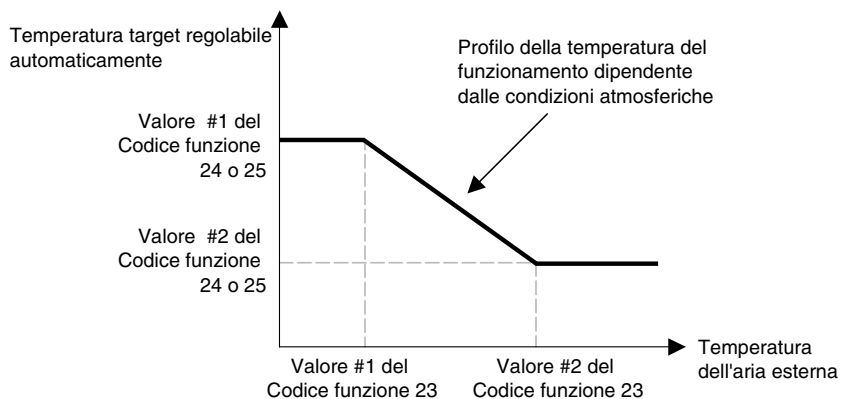 Temperatura target regolabile
automaticamente
Profilo della temperatura del
funzionamento dipendente
dalle condizioni atmosferiche
Valore #1 del
Codice funzione
24 o 25
Valore #2 del
Codice funzione
24 o 25
Valore #1 del
Codice funzione 23
Valore #2 del
Codice funzione 23
Temperatura
dell'aria esterna